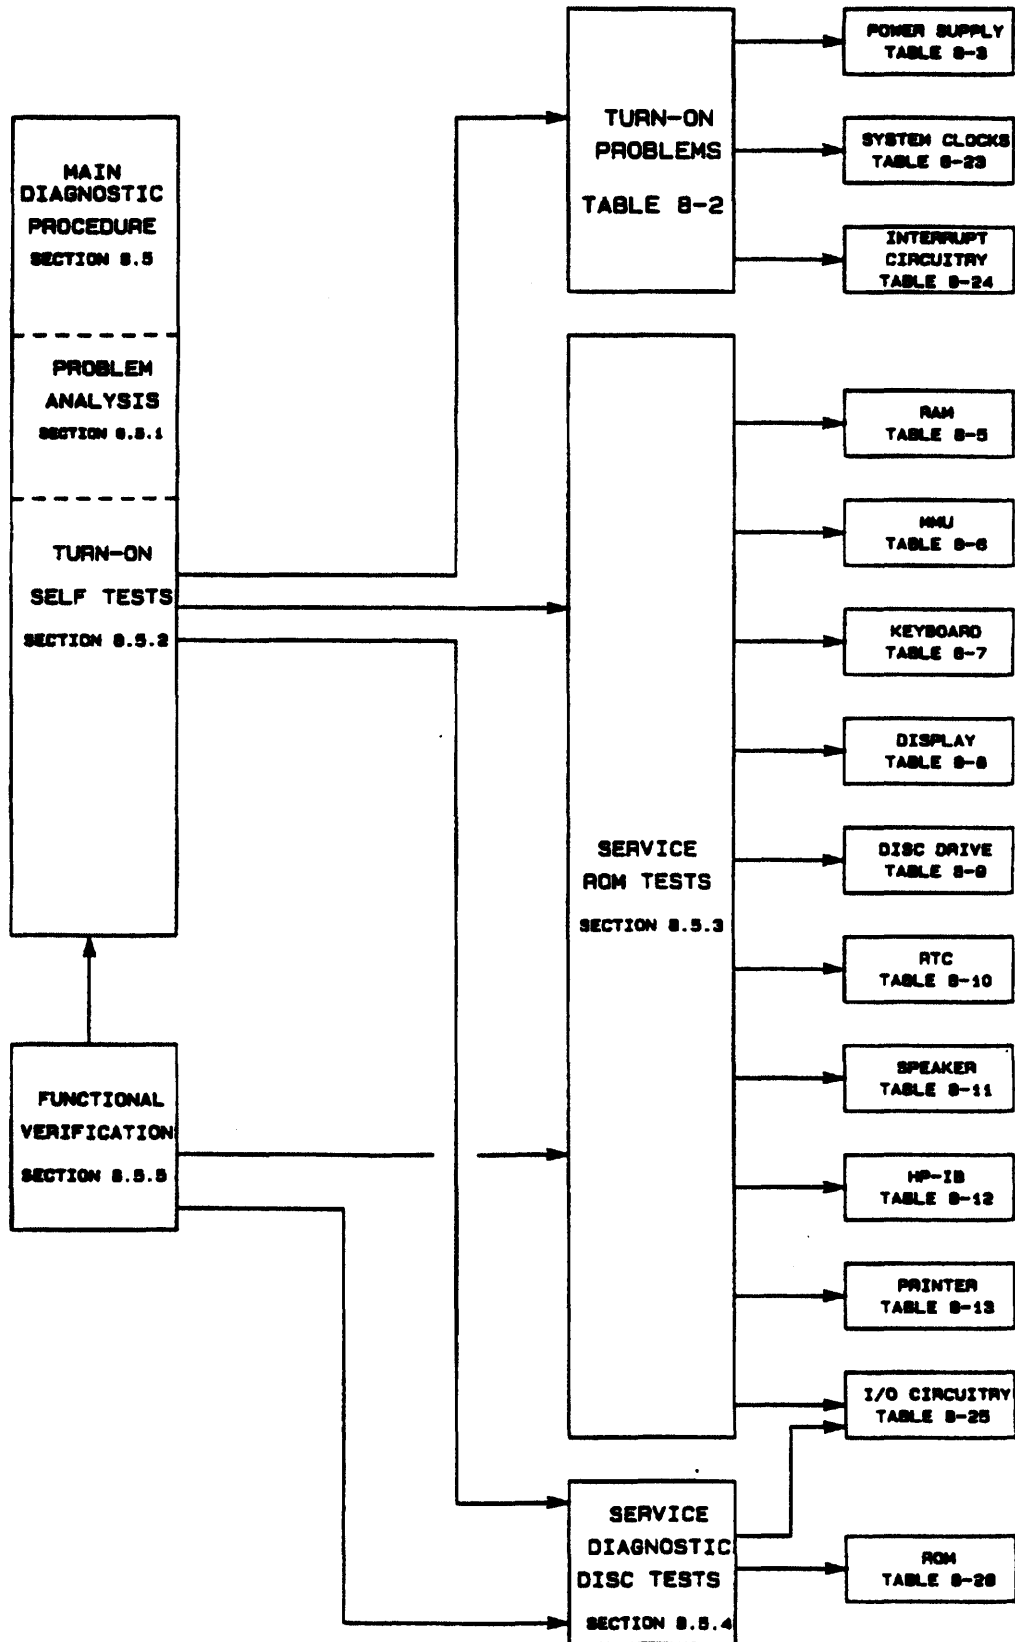 MAIN
DIAGNOSTIC
PROCEDURE
SECTION 8.5
PROBLEM
ANALYSIS
SECTION 8.5.1
TURN-ON
SELF TESTS
SECTION 8.5.2
FUNCTIONAL
VERIFICATION
SECTION 8.5.5
TURN-ON
PROBLEMS
TABLE 8-2
SERVICE
ROM TESTS
SECTION 8.5.3
SERVICE
DIAGNOSTIC
DISC TESTS
SECTION 8.5.4
POWER SUPPLY
TABLE 8-3
SYSTEM CLOCKS
TABLE 8-23
INTERRUPT
CIRCUITRY
TABLE 8-24
RAM
TABLE 8-5
MMU
TABLE 8-6
KEYBOARD
TABLE 8-7
DISPLAY
TABLE 8-8
DISC DRIVE
TABLE 8-9
RTC
TABLE 8-10
SPEAKER
TABLE 8-11
HP-IB
TABLE 8-12
PRINTER
TABLE 8-13
I/O CIRCUITRY
TABLE 8-25
ROM
TABLE